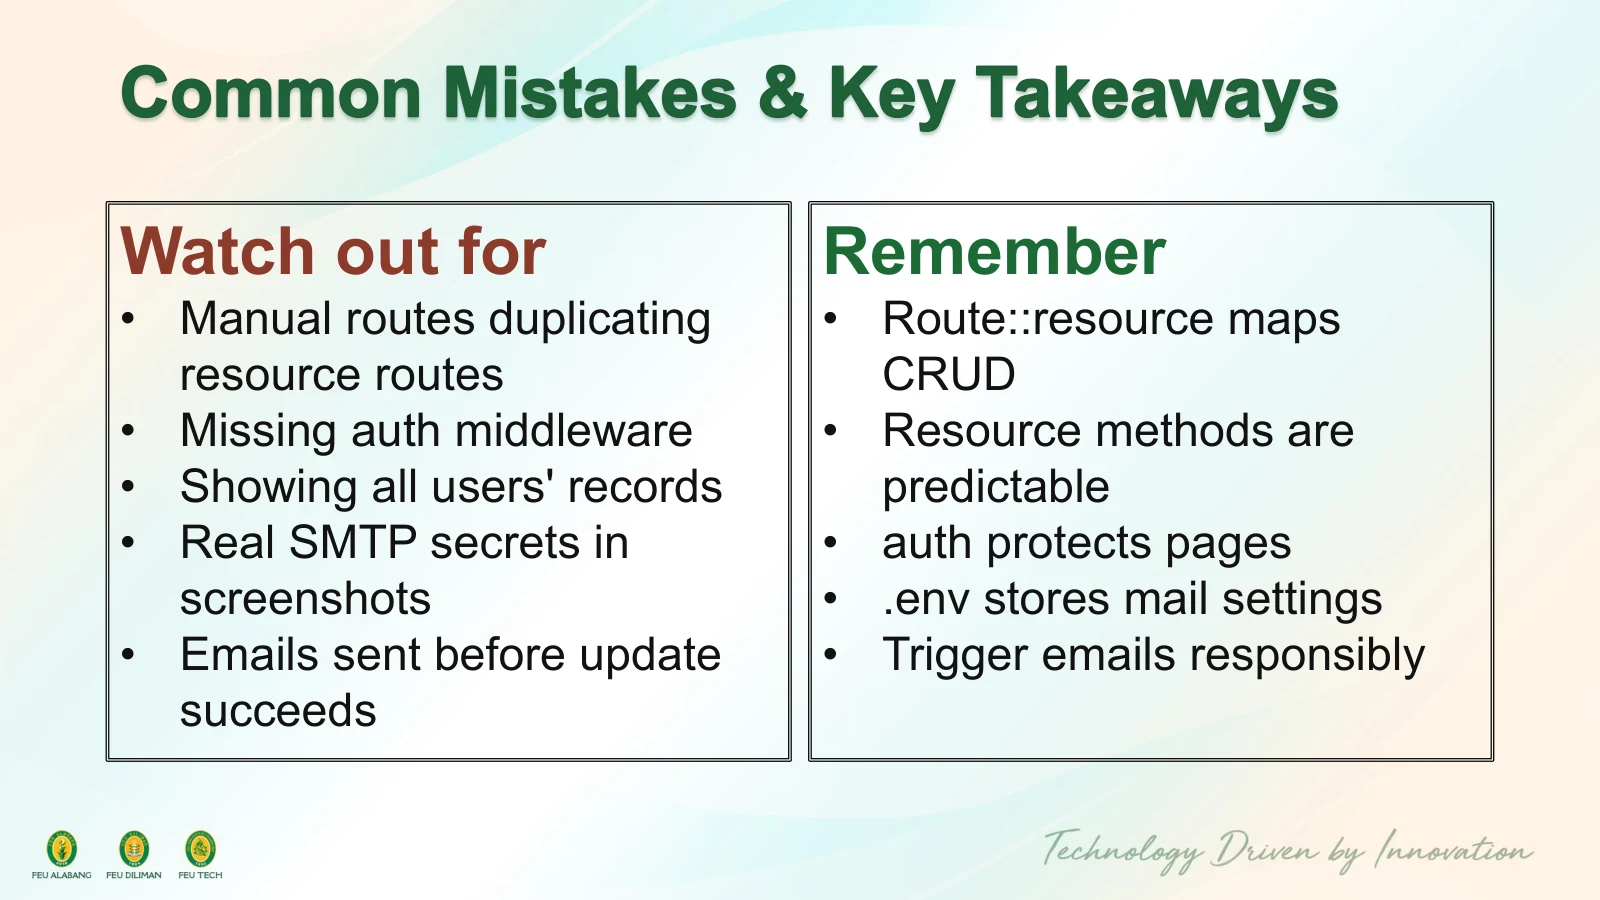 Common Mistakes & Key Takeaways
Watch out for
• Manual routes duplicating
resource routes
• Missing auth middleware
• Showing all users' records
• Real SMTP secrets in
screenshots
• Emails sent before update
succeeds
Remember
• Route::resource maps
CRUD
• Resource methods are
predictable
• auth protects pages
• .env stores mail settings
• Trigger emails responsibly
FEU ALABANG
FEU DILIMAN
FEU TECH
Technology Driven by Innovation